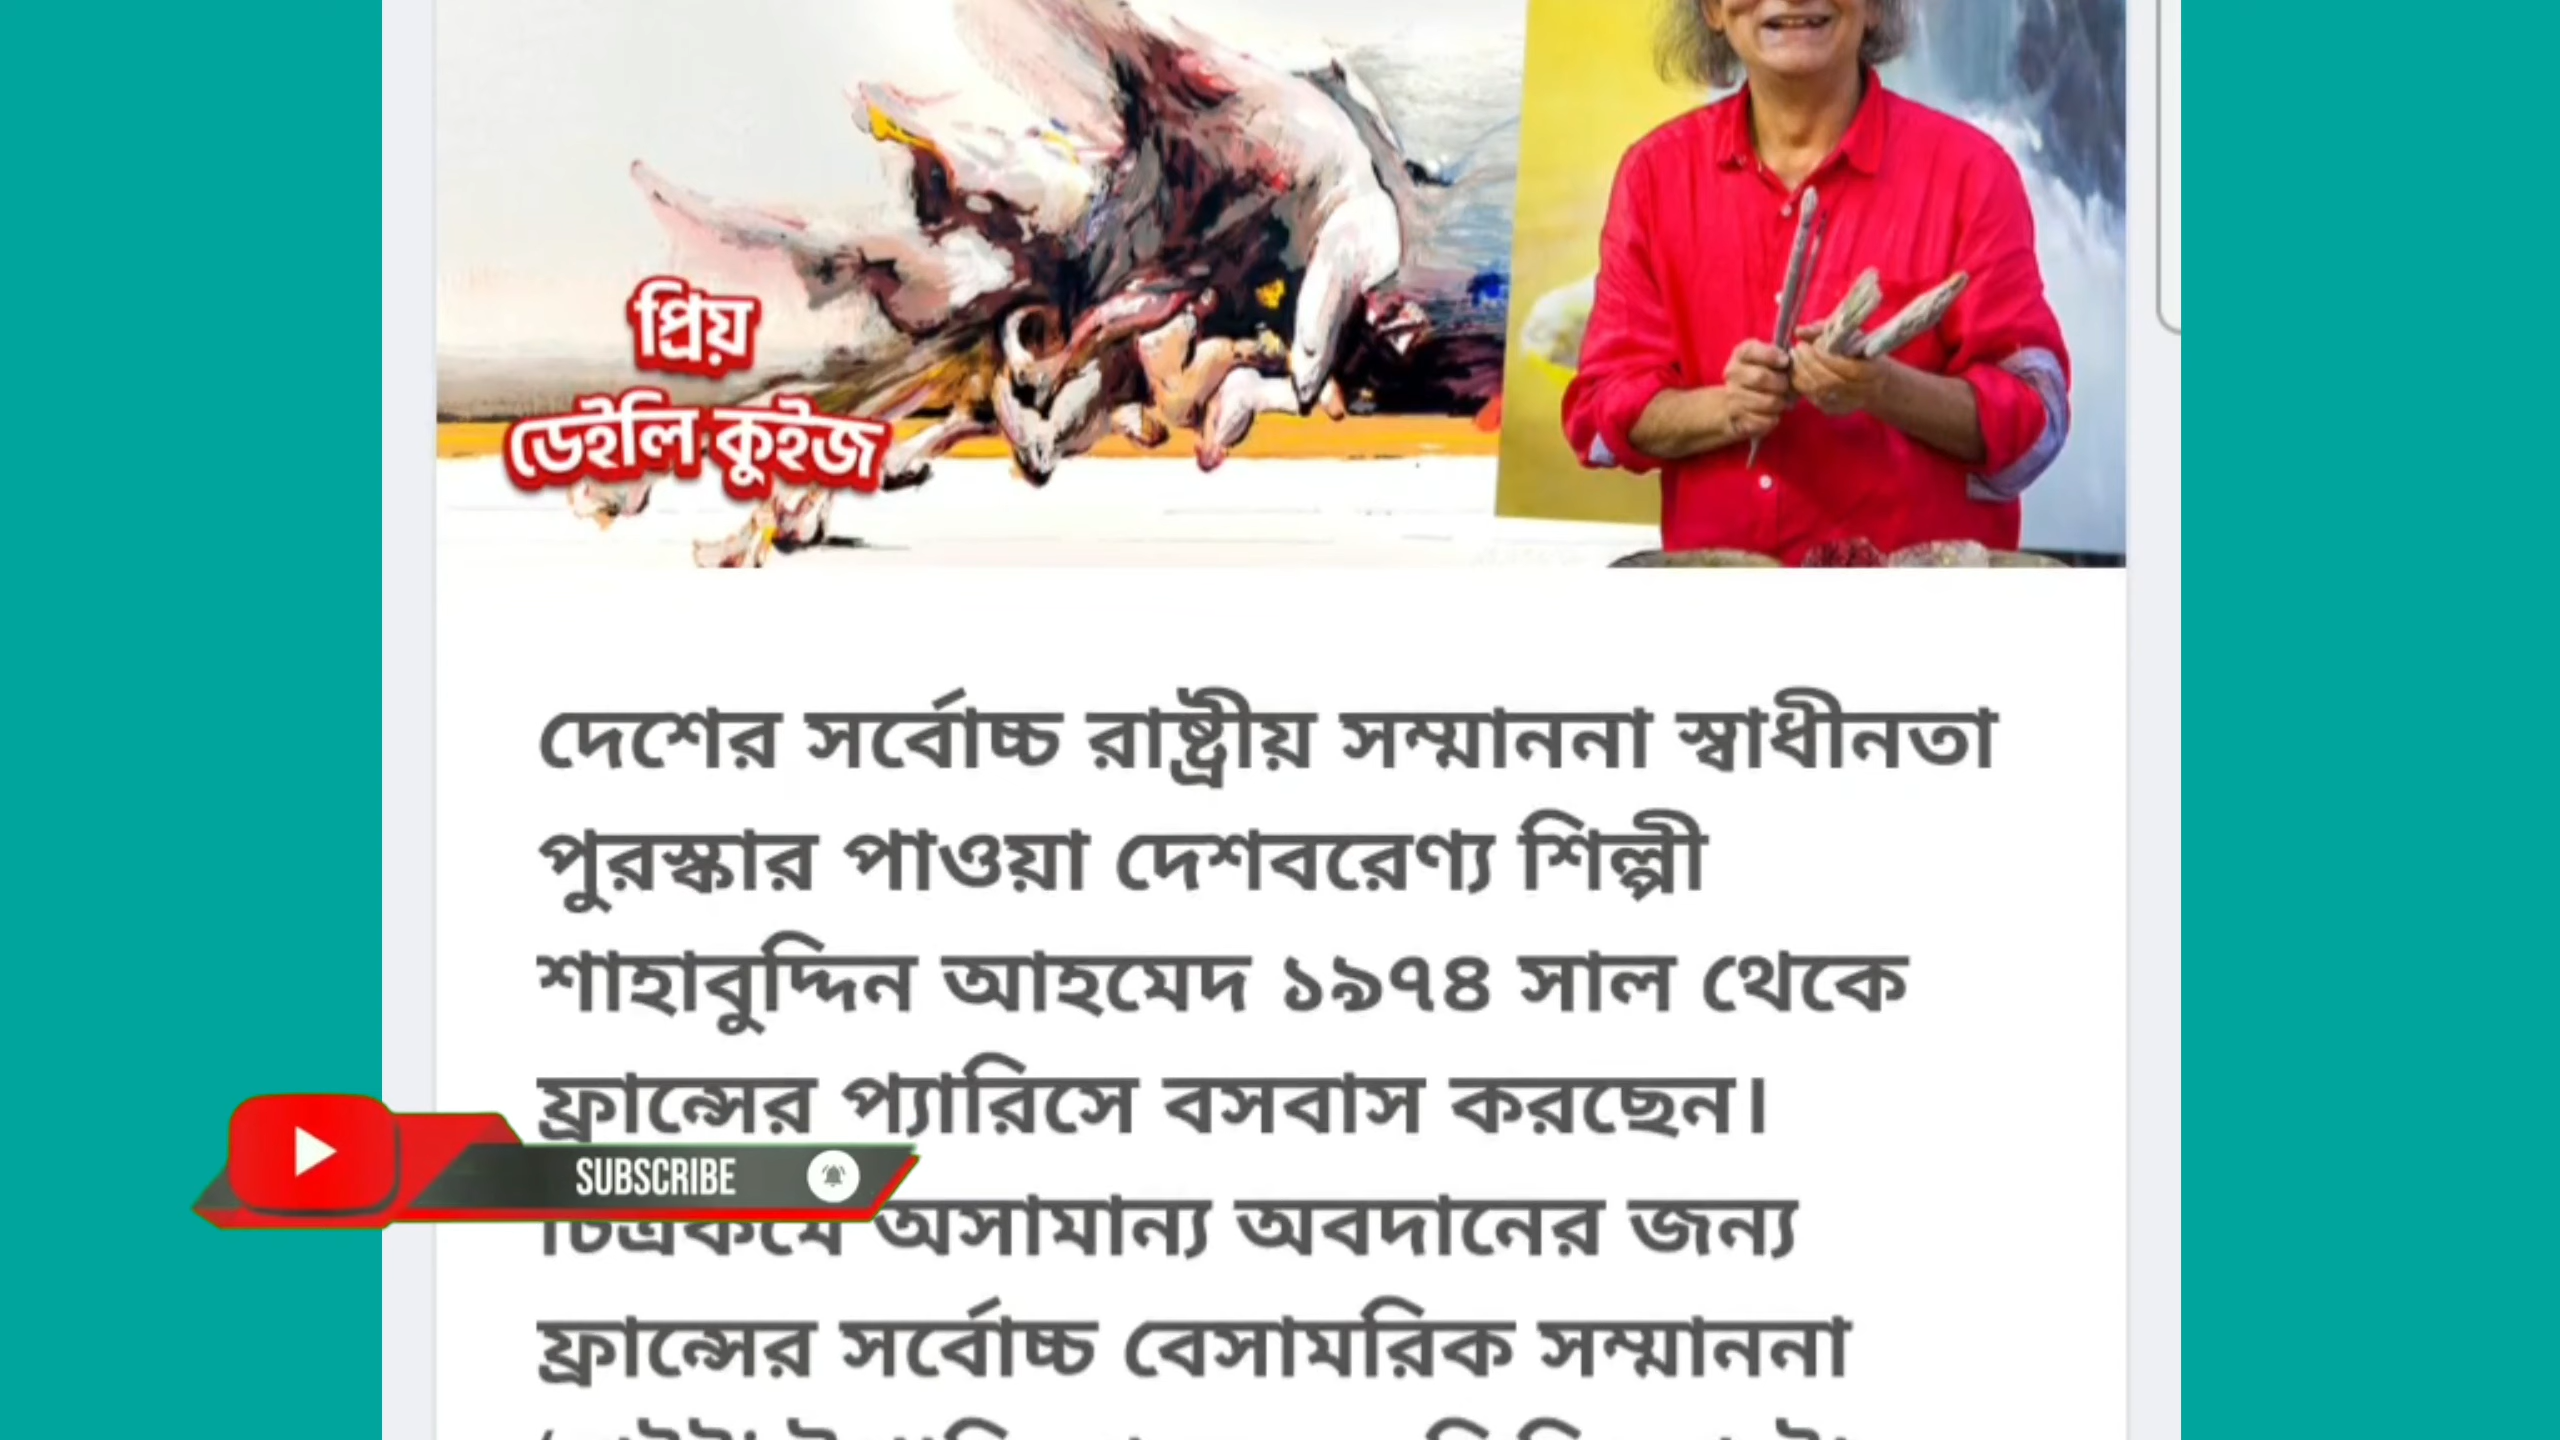 প্রিয়
ডেইলি কুইজ
দেশের সর্বোচ্চ রাষ্ট্রীয় সম্মাননা স্বাধীনতা
পুরস্কার পাওয়া দেশবরেণ্য শিল্পী
শাহাবুদ্দিন আহমেদ ১৯৭৪ সাল থেকে
ফ্রান্সের প্যারিসে বসবাস করছেন।
SUBSCRIBE
চিত্রকর্মে অসামান্য অবদানের জন্য
ফ্রান্সের সর্বোচ্চ বেসামরিক সম্মাননা